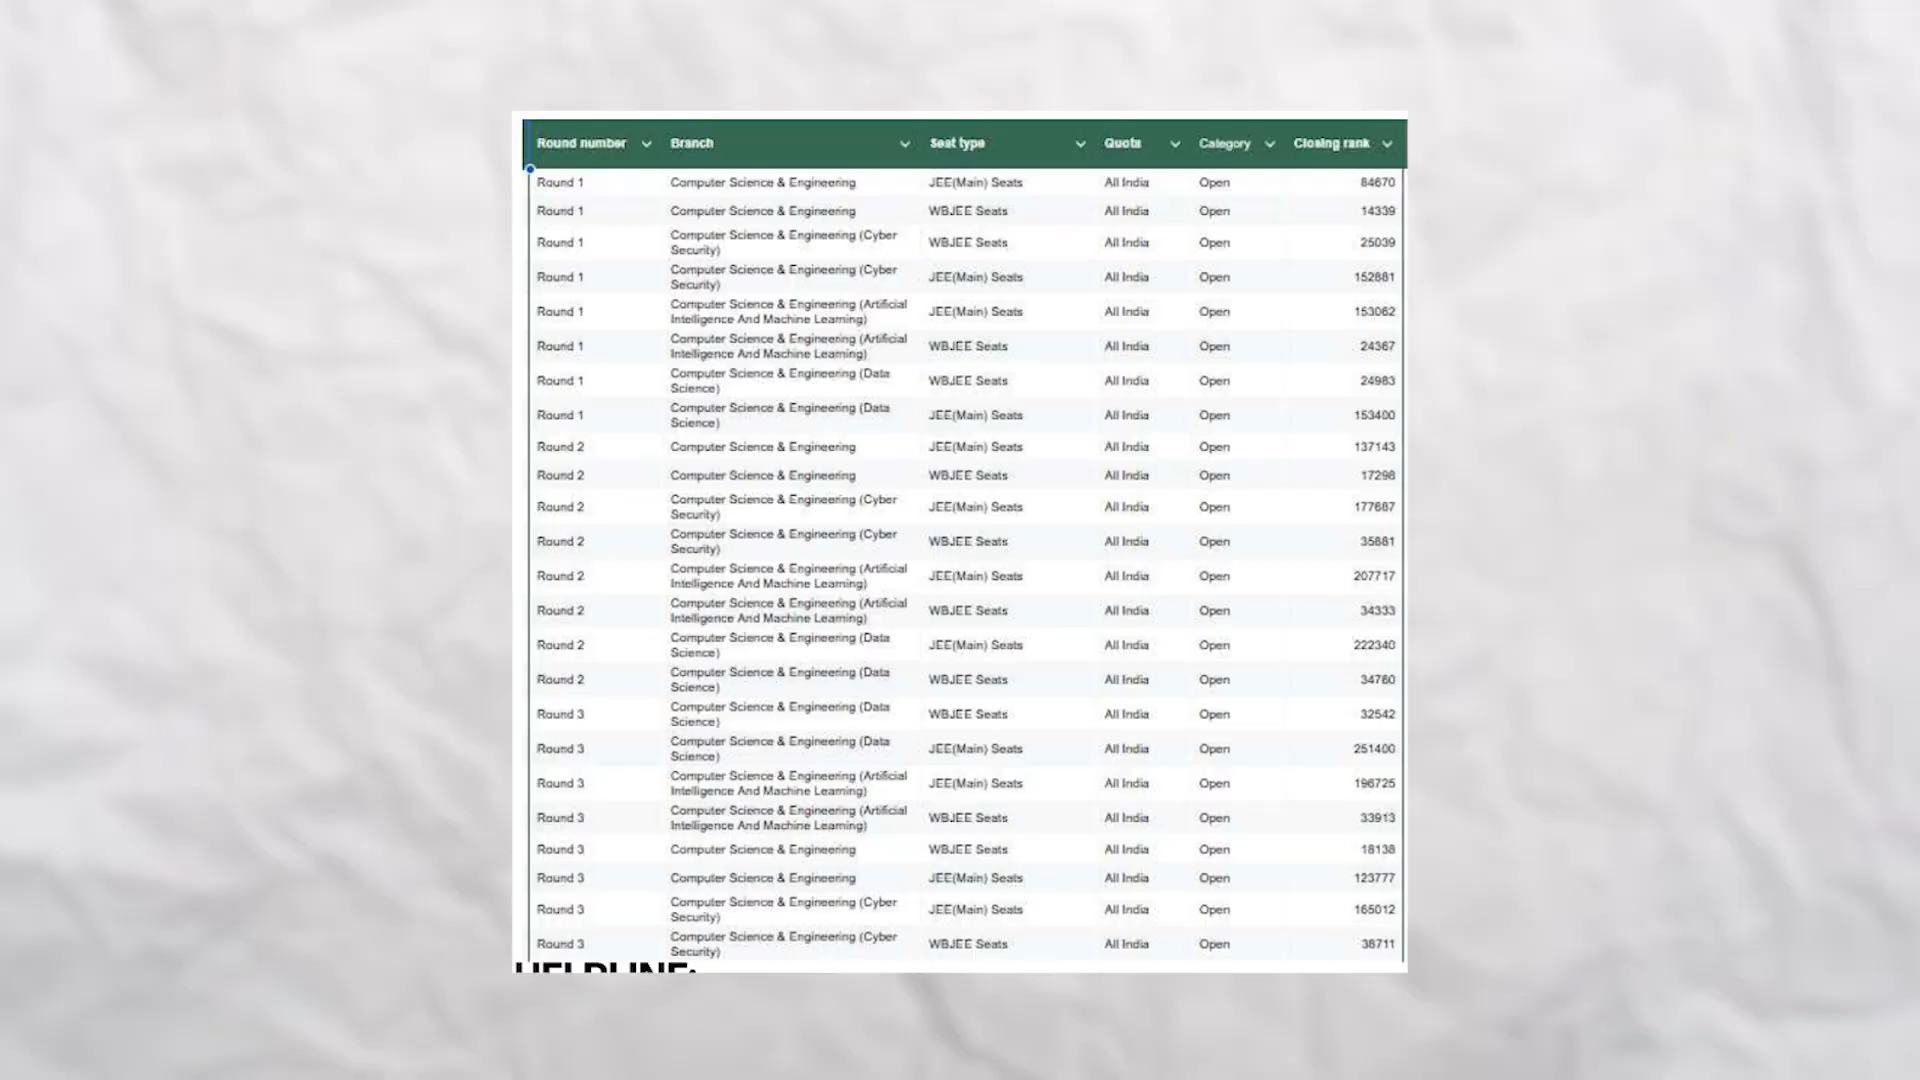 Round number Branch Seat type Quota Category Closing rank
Round 1 Computer Science & Engineering JEE(Main) Seats All India Open 84670
Round 1 Computer Science & Engineering WBJEE Seats All India Open 14339
Round 1 Computer Science & Engineering (Cyber Security) WBJEE Seats All India Open 25039
Round 1 Computer Science & Engineering (Cyber Security) JEE(Main) Seats All India Open 152881
Round 1 Computer Science & Engineering (Artificial Intelligence And Machine Learning) JEE(Main) Seats All India Open 153062
Round 1 Computer Science & Engineering (Artificial Intelligence And Machine Learning) WBJEE Seats All India Open 24367
Round 1 Computer Science & Engineering (Data Science) WBJEE Seats All India Open 24983
Round 1 Computer Science & Engineering (Data Science) JEE(Main) Seats All India Open 153400
Round 2 Computer Science & Engineering JEE(Main) Seats All India Open 137143
Round 2 Computer Science & Engineering WBJEE Seats All India Open 17298
Round 2 Computer Science & Engineering (Cyber Security) JEE(Main) Seats All India Open 177687
Round 2 Computer Science & Engineering (Cyber Security) WBJEE Seats All India Open 35881
Round 2 Computer Science & Engineering (Artificial Intelligence And Machine Learning) JEE(Main) Seats All India Open 207717
Round 2 Computer Science & Engineering (Artificial Intelligence And Machine Learning) WBJEE Seats All India Open 34333
Round 2 Computer Science & Engineering (Data Science) JEE(Main) Seats All India Open 222340
Round 2 Computer Science & Engineering (Data Science) WBJEE Seats All India Open 34760
Round 3 Computer Science & Engineering (Data Science) WBJEE Seats All India Open 32542
Round 3 Computer Science & Engineering (Data Science) JEE(Main) Seats All India Open 251400
Round 3 Computer Science & Engineering (Artificial Intelligence And Machine Learning) JEE(Main) Seats All India Open 196725
Round 3 Computer Science & Engineering (Artificial Intelligence And Machine Learning) WBJEE Seats All India Open 33913
Round 3 Computer Science & Engineering WBJEE Seats All India Open 18138
Round 3 Computer Science & Engineering JEE(Main) Seats All India Open 123777
Round 3 Computer Science & Engineering (Cyber Security) JEE(Main) Seats All India Open 165012
Round 3 Computer Science & Engineering (Cyber Security) WBJEE Seats All India Open 38711
HELPLINE: